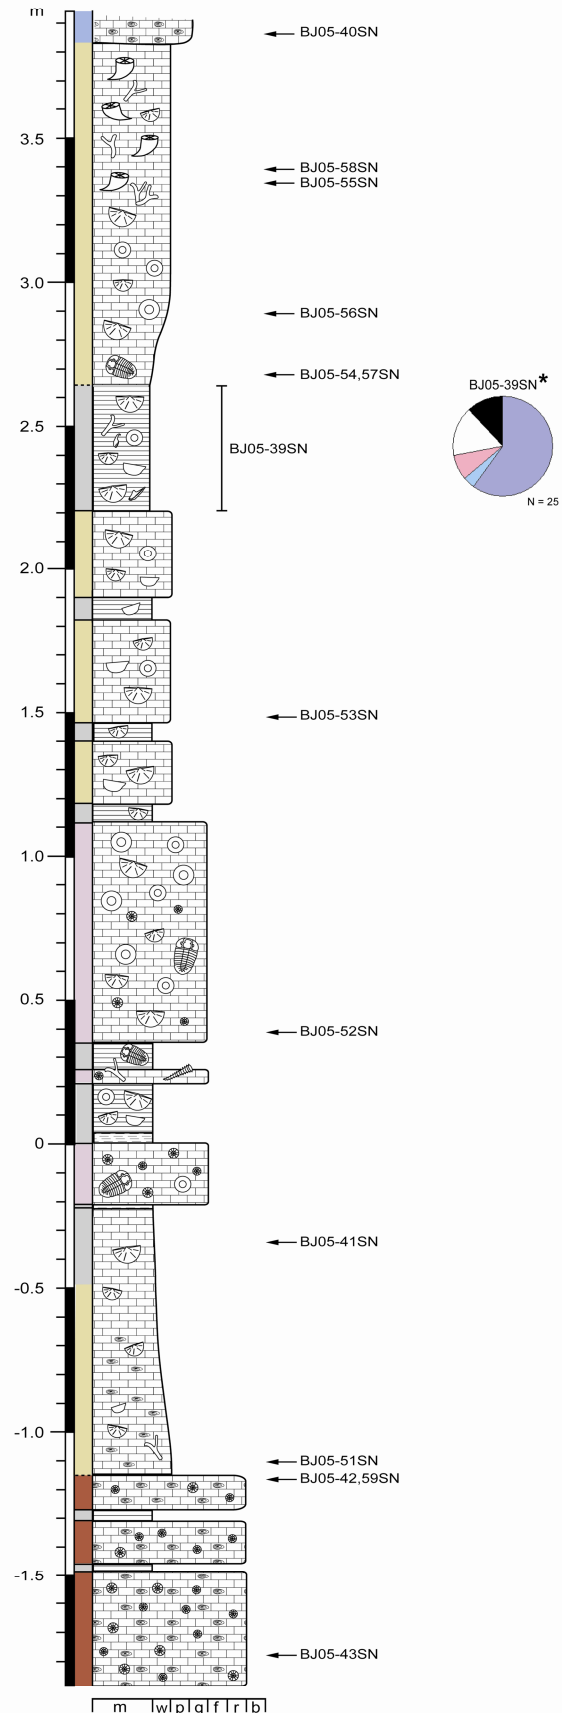 m
BJ05-40SN
3.5
BJ05-58SN
BJ05-55SN
3.0
BJ05-56SN
BJ05-54,57SN
BJ05-39SN*
2.5
BJ05-39SN
N = 25
2.0
1.5
BJ05-53SN
1.0
0.5
BJ05-52SN
0
BJ05-41SN
-0.5
-1.0
BJ05-51SN
BJ05-42,59SN
-1.5
BJ05-43SN
m w p g f r b